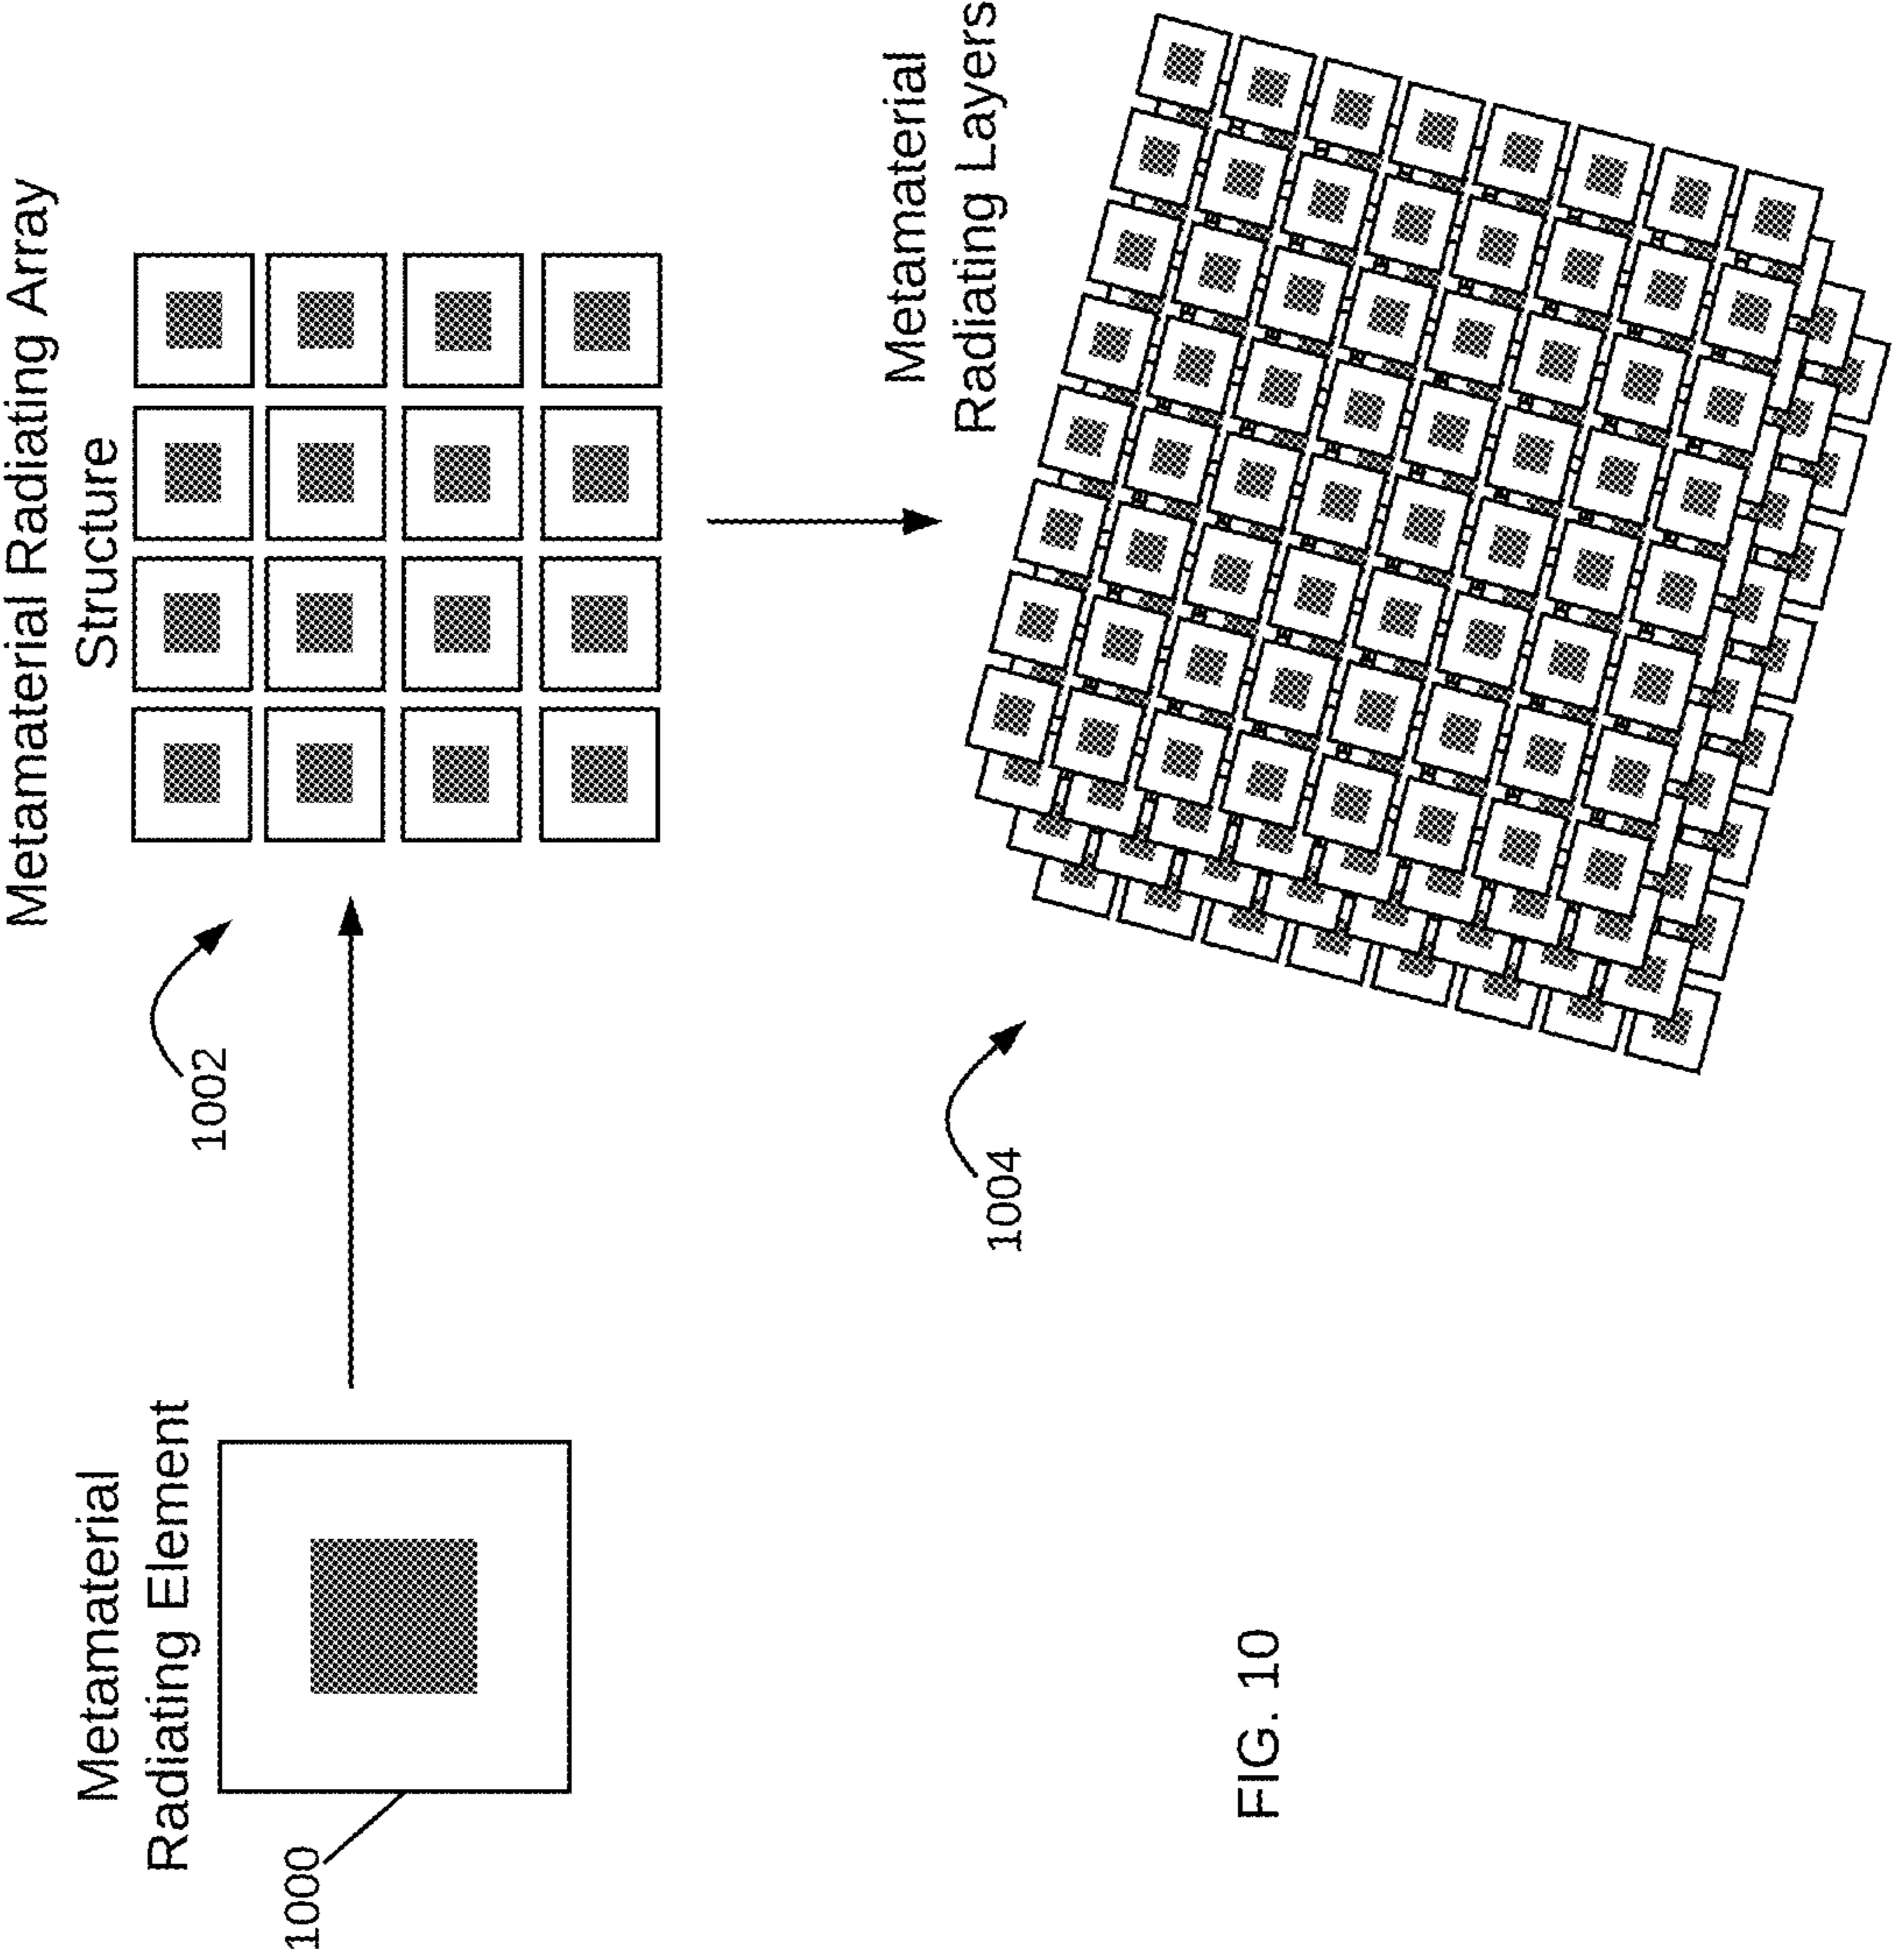 Metamaterial
Radiating Element
1000
Metamaterial Radiating Array
Structure
1002
Metamaterial
Radiating Layers
1004
FIG. 10